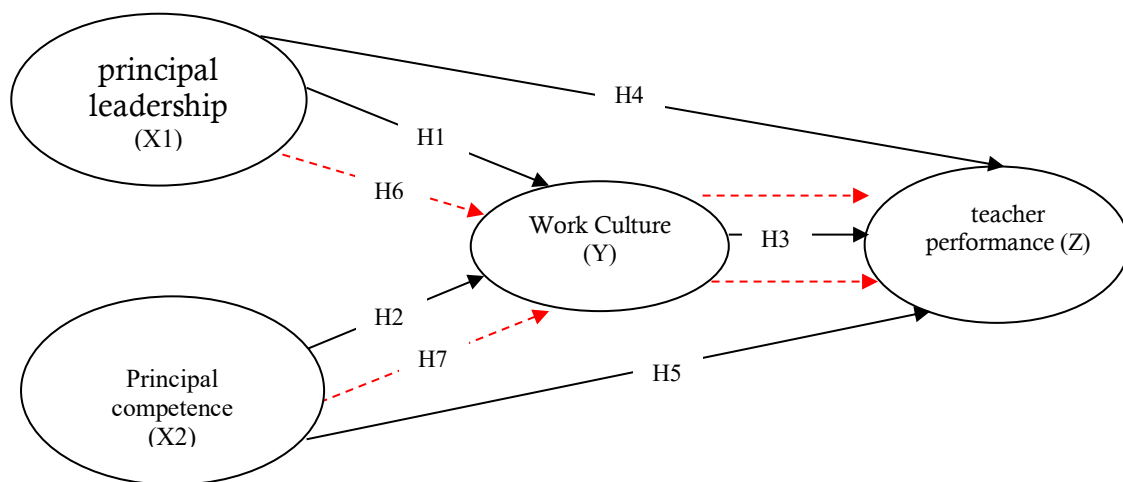 principal
leadership
(X1)
H4
H1
H6
Work Culture
(Y)
H3
teacher
performance (Z)
H2
H7
H5
Principal
competence
(X2)